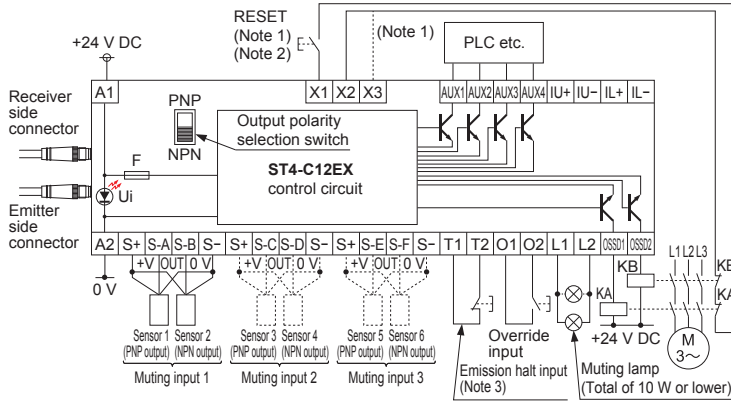 RESET
(Note 1)
(Note 2)
(Note 1)
PLC etc.
+24 V DC
A1
X1 X2 X3
AUX1 AUX2 AUX3 AUX4 IU+ IU− IL+ IL−
Receiver
side
connector
PNP
NPN
Output polarity
selection switch
F
ST4-C12EX
control circuit
Ui
Emitter
side
connector
A2 S+ S-A S-B S− S+ S-C S-D S− S+ S-E S-F S− T1 T2 O1 O2 L1 L2 OSSD1 OSSD2
0 V
+V OUT 0 V
+V OUT 0 V
+V OUT 0 V
L1 L2 L3
KB
KB
KA
KA
+24 V DC
M
3～
Sensor 1
(PNP output)
Sensor 2
(NPN output)
Sensor 3
(PNP output)
Sensor 4
(NPN output)
Sensor 5
(PNP output)
Sensor 6
(NPN output)
Muting input 1
Muting input 2
Muting input 3
Override
input
Emission halt input
(Note 3)
Muting lamp
(Total of 10 W or lower)